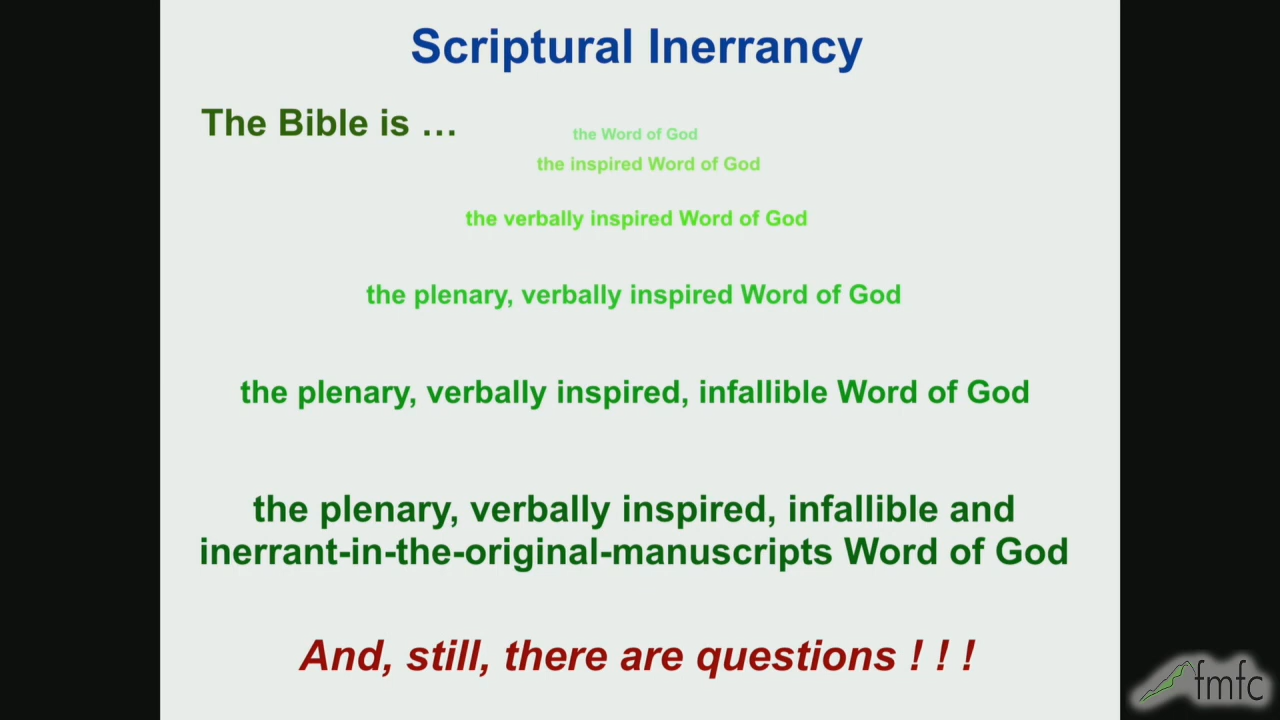 Scriptural Inerrancy
The Bible is …
the Word of God
the inspired Word of God
the verbally inspired Word of God
the plenary, verbally inspired Word of God
the plenary, verbally inspired, infallible Word of God
the plenary, verbally inspired, infallible and
inerrant-in-the-original-manuscripts Word of God
And, still, there are questions ! ! !
fmfc